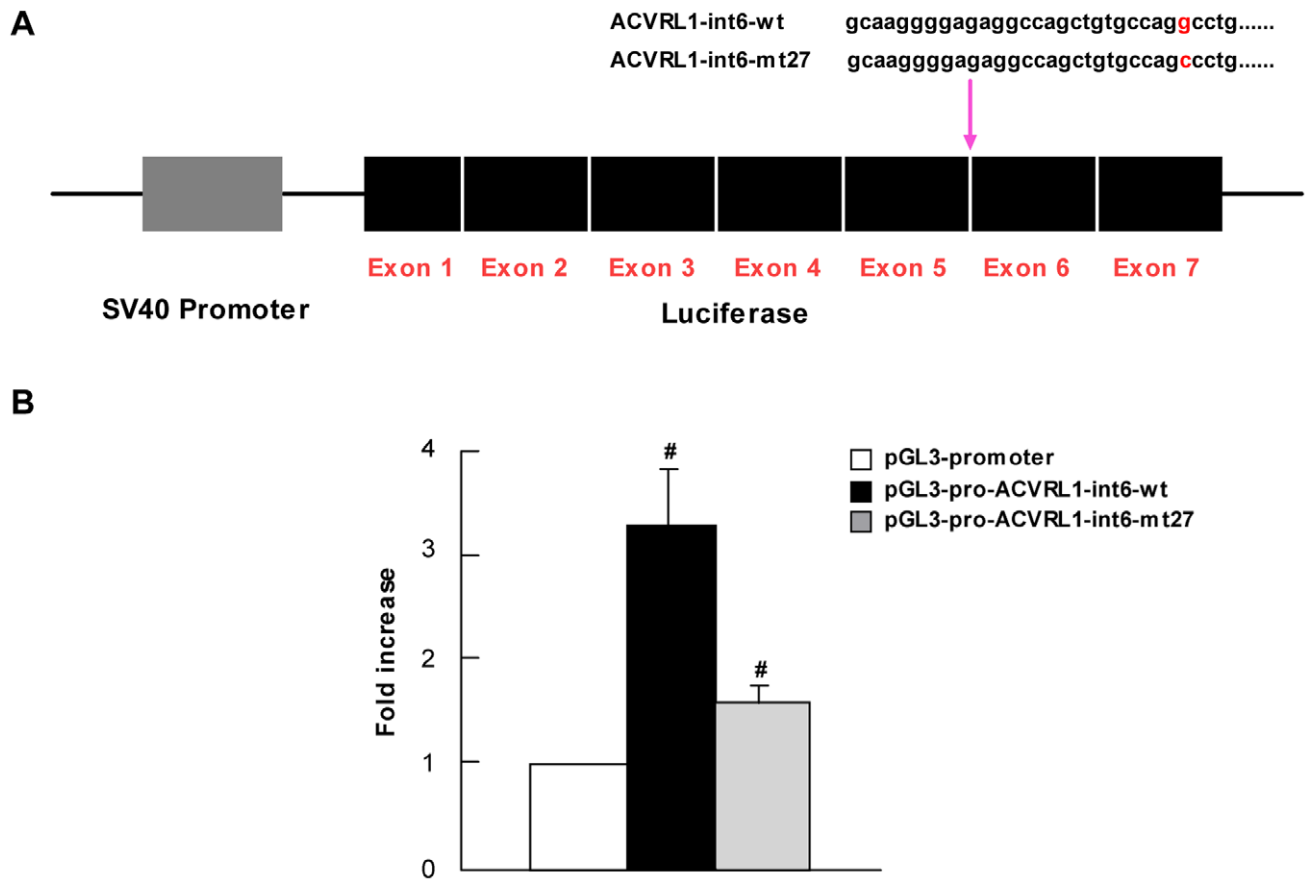 A
ACVRL1-int6-wt gcaaggggagaggccagctgtgccaggcctg......
ACVRL1-int6-mt27 gcaaggggagaggccagctgtgccagccctg......
Exon 1 Exon 2 Exon 3 Exon 4 Exon 5 Exon 6 Exon 7
SV40 Promoter Luciferase
B
4
3
2
1
0
Fold increase
#
#
pGL3-promoter
pGL3-pro-ACVRL1-int6-wt
pGL3-pro-ACVRL1-int6-mt27